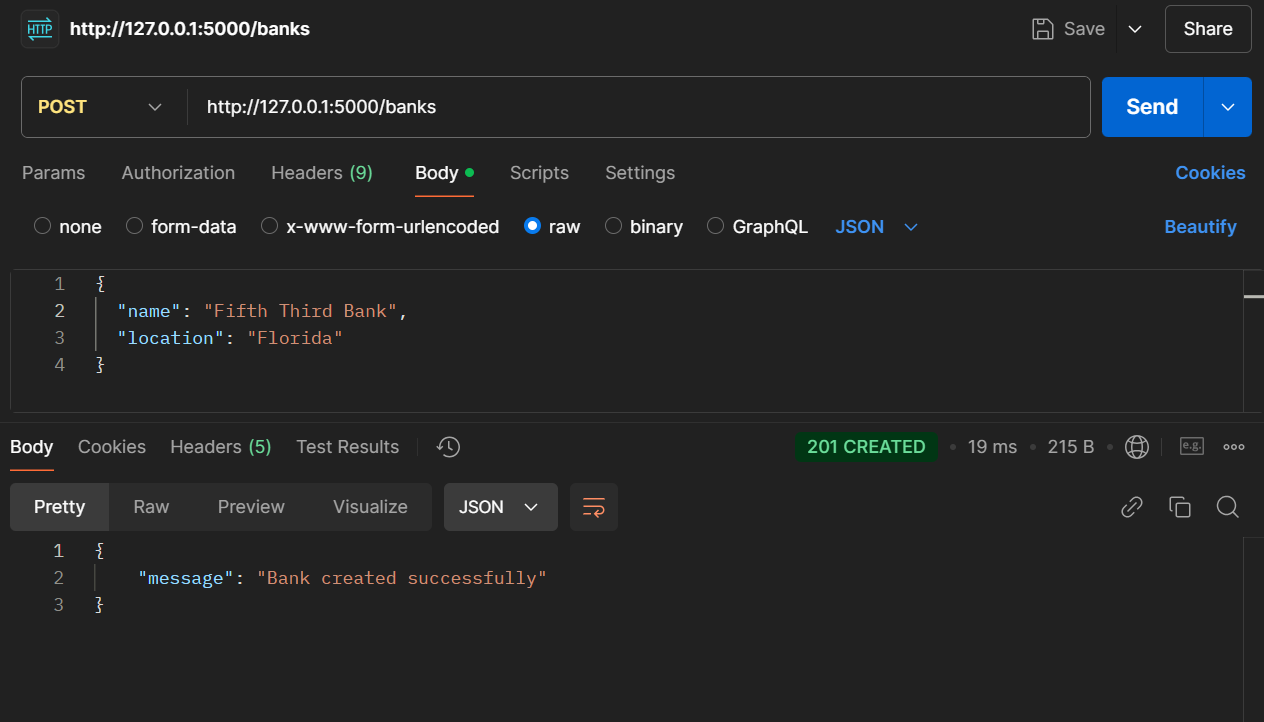 HTTP http://127.0.0.1:5000/banks Save Share
POST http://127.0.0.1:5000/banks Send
Params Authorization Headers (9) Body Scripts Settings Cookies
none form-data x-www-form-urlencoded raw binary GraphQL JSON Beautify
1 {
2 "name": "Fifth Third Bank",
3 "location": "Florida"
4 }
Body Cookies Headers (5) Test Results 201 CREATED • 19 ms • 215 B • e.g.
Pretty Raw Preview Visualize JSON
1 {
2 "message": "Bank created successfully"
3 }